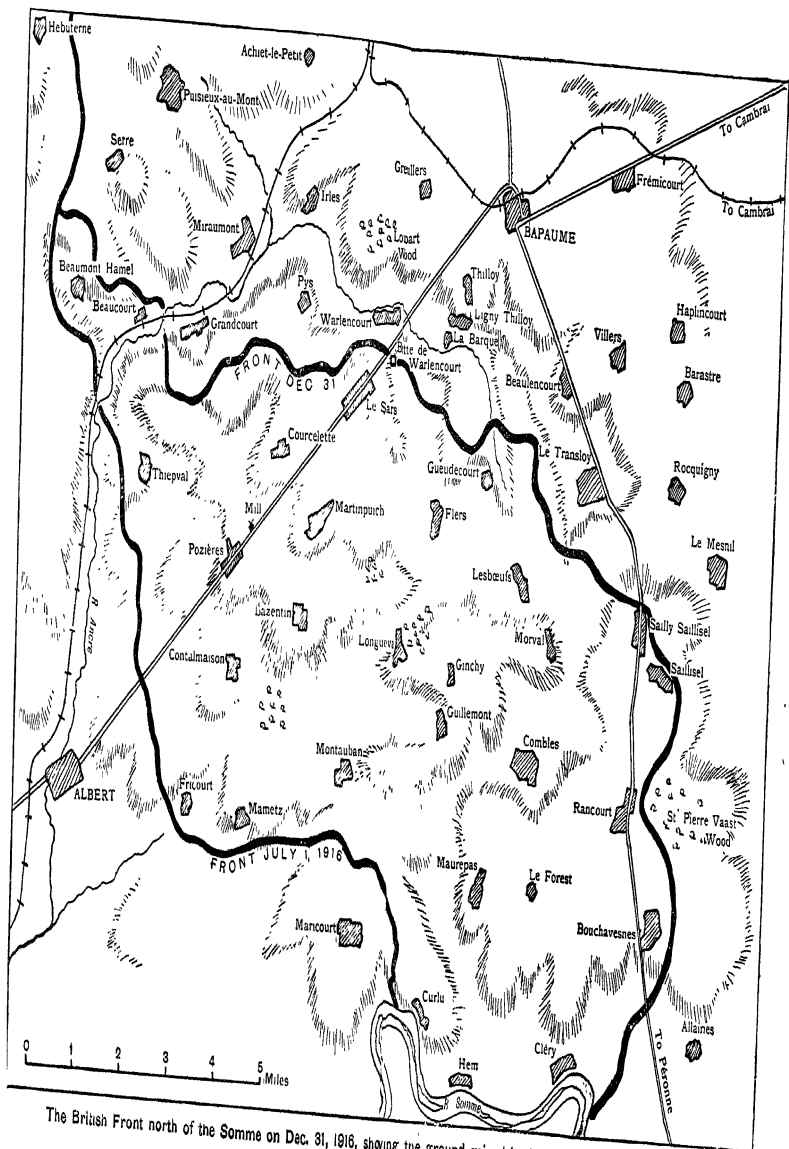 Hebuterne
Achiet-le-Petit
Puisieux-au-Mont
To Cambrai
Serre
Grevillers
Irles
Frémicourt
To Cambrai
Miraumont
Loupart
Wood
BAPAUME
Beaumont Hamel
Thilloy
Pys
Beaucourt
Haplincourt
Grandcourt
Warlencourt
Ligny Thilloy
Villers
La Barque
Butte de
Warlencourt
FRONT DEC 31
Barastre
Beaulencourt
Le Sars
Courcelette
Le Transloy
Thiepval
Gueudecourt
Rocquigny
Mill
Martinpuich
Flers
Pozières
Le Mesnil
Lesbœufs
R Ancre
Bazentin
Sailly Saillisel
Longueval
Morval
Contalmaison
Ginchy
Saillisel
Guillemont
Combles
Montauban
ALBERT
Fricourt
Mametz
Rancourt
St Pierre Vaast
Wood
FRONT JULY 1, 1916
Maurepas
Le Forest
Maricourt
Bouchavesnes
Curlu
Allaines
To Péronne
Cléry
Hem
R Somme
0 1 2 3 5
Miles
The British Front north of the Somme on Dec. 31, 1916, showing the ground